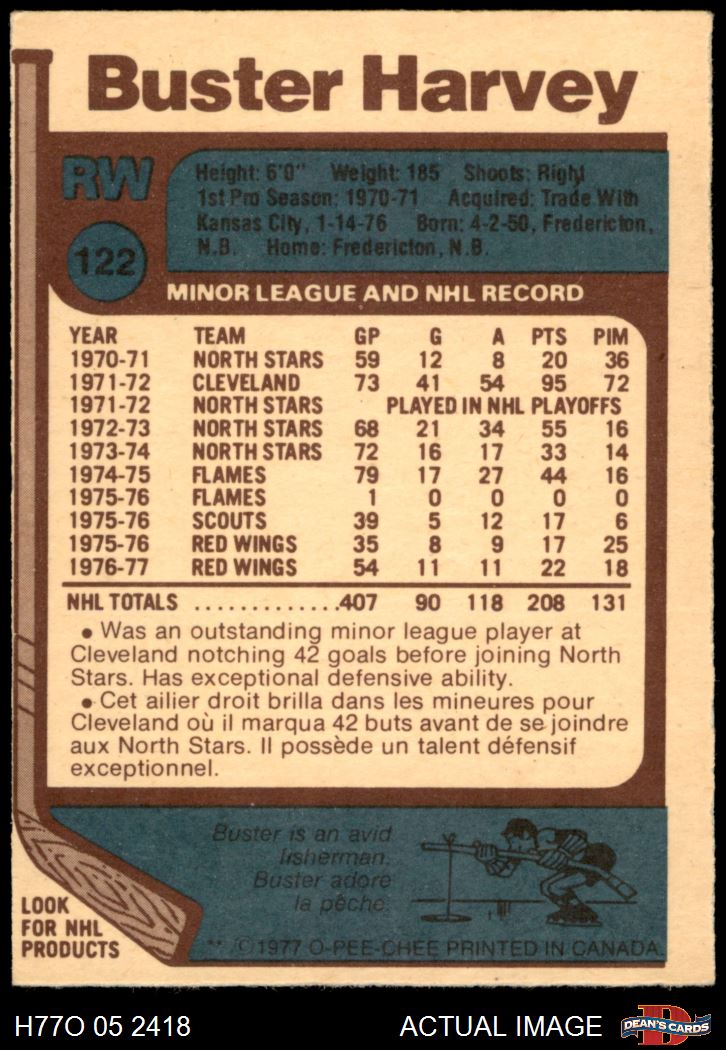 Buster Harvey
RW
Height: 6'0" Weight: 185 Shoots: Right
1st Pro Season: 1970-71 Acquired: Trade With
Kansas City, 1-14-76 Born: 4-2-50, Fredericton,
N.B. Home: Fredericton, N.B.
122
MINOR LEAGUE AND NHL RECORD
YEAR TEAM GP G A PTS PIM
1970-71 NORTH STARS 59 12 8 20 36
1971-72 CLEVELAND 73 41 54 95 72
1971-72 NORTH STARS PLAYED IN NHL PLAYOFFS
1972-73 NORTH STARS 68 21 34 55 16
1973-74 NORTH STARS 72 16 17 33 14
1974-75 FLAMES 79 17 27 44 16
1975-76 FLAMES 1 0 0 0 0
1975-76 SCOUTS 39 5 12 17 6
1975-76 RED WINGS 35 8 9 17 25
1976-77 RED WINGS 54 11 11 22 18
NHL TOTALS .............407 90 118 208 131
• Was an outstanding minor league player at
Cleveland notching 42 goals before joining North
Stars. Has exceptional defensive ability.
• Cet ailier droit brilla dans les mineures pour
Cleveland où il marqua 42 buts avant de se joindre
aux North Stars. Il possède un talent défensif
exceptionnel.
Buster is an avid
fisherman.
Buster adore
la pêche.
LOOK
FOR NHL
PRODUCTS
** ©1977 O-PEE-CHEE PRINTED IN CANADA.
H77O 05 2418 ACTUAL IMAGE
D
DEAN'S CARDS